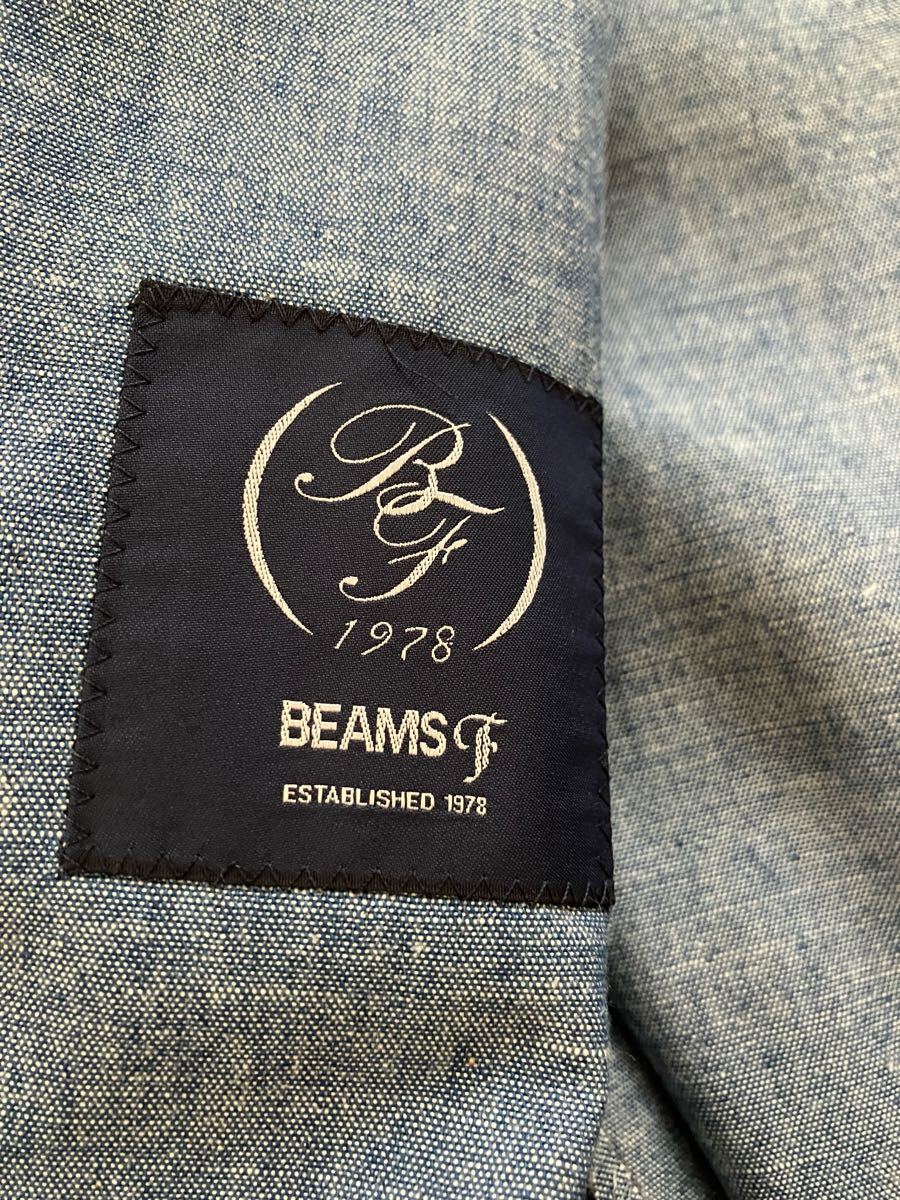 BF
1978
BEAMS F
ESTABLISHED 1978